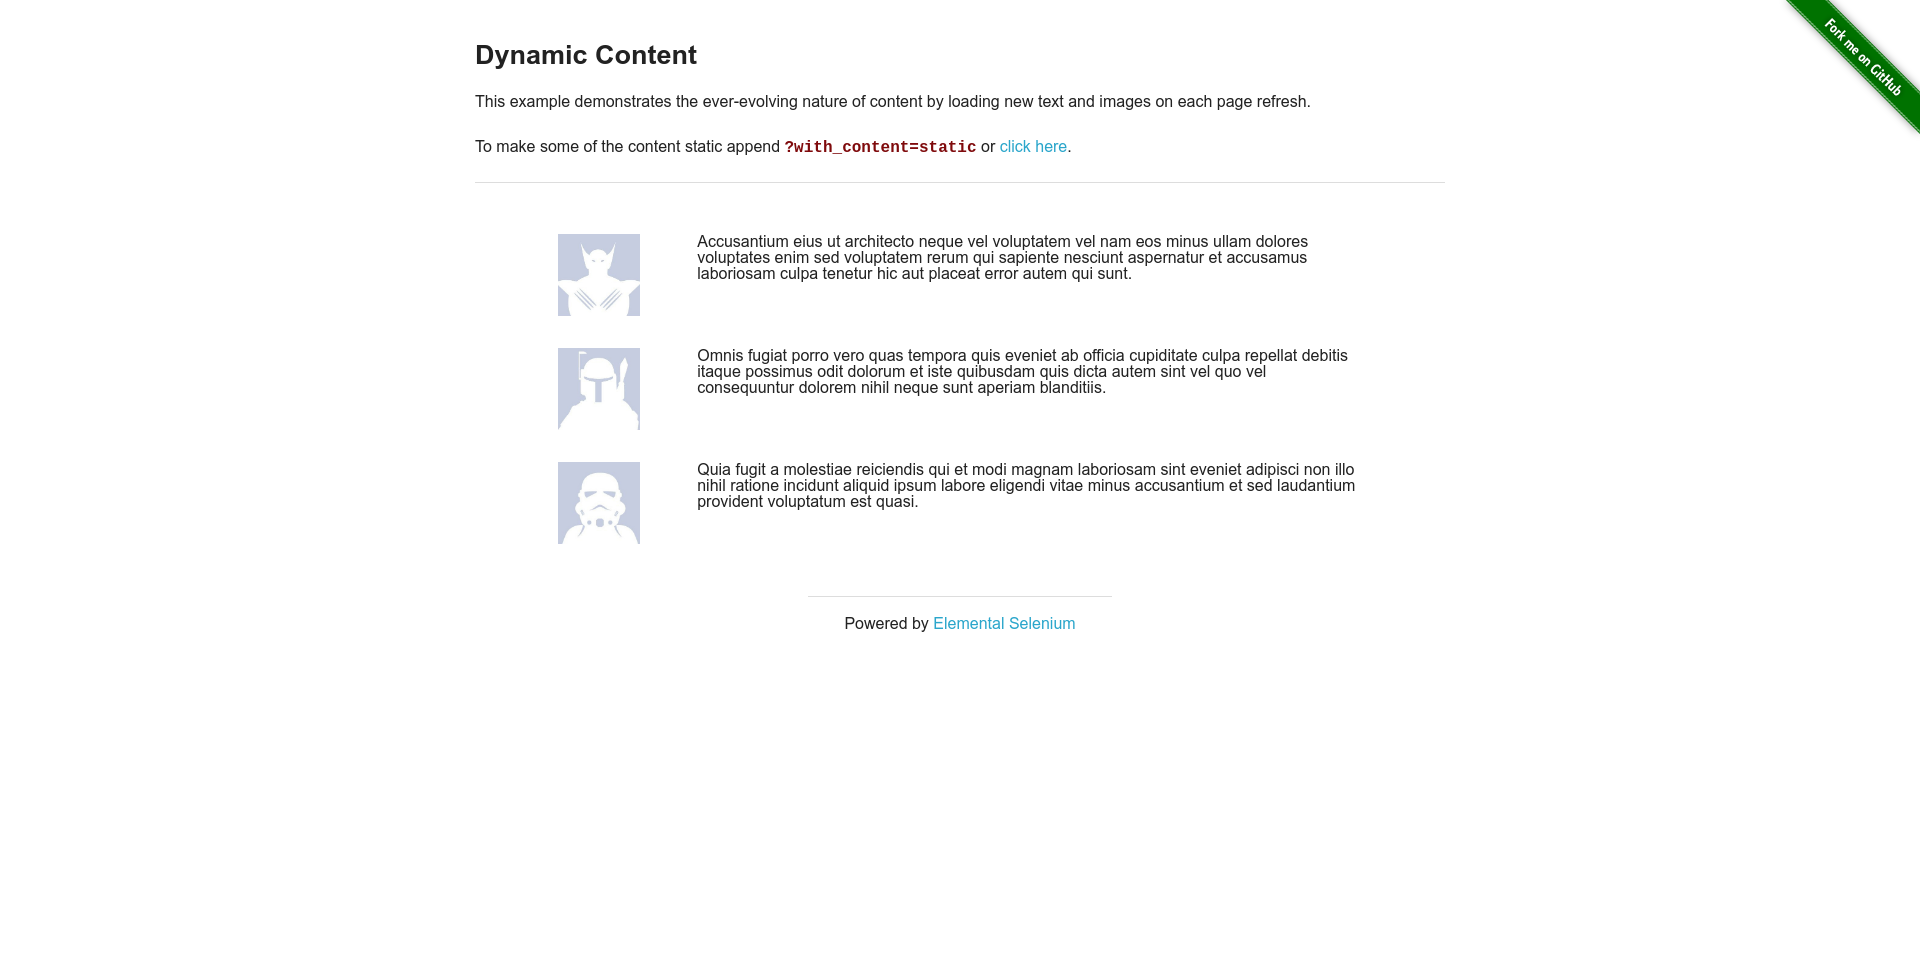 Dynamic Content
This example demonstrates the ever-evolving nature of content by loading new text and images on each page refresh.
To make some of the content static append ?with_content=static or click here.
Accusantium eius ut architecto neque vel voluptatem vel nam eos minus ullam dolores
voluptates enim sed voluptatem rerum qui sapiente nesciunt aspernatur et accusamus
laboriosam culpa tenetur hic aut placeat error autem qui sunt.
Omnis fugiat porro vero quas tempora quis eveniet ab officia cupiditate culpa repellat debitis
itaque possimus odit dolorum et iste quibusdam quis dicta autem sint vel quo vel
consequuntur dolorem nihil neque sunt aperiam blanditiis.
Quia fugit a molestiae reiciendis qui et modi magnam laboriosam sint eveniet adipisci non illo
nihil ratione incidunt aliquid ipsum labore eligendi vitae minus accusantium et sed laudantium
provident voluptatum est quasi.
Powered by Elemental Selenium
Fork me on GitHub